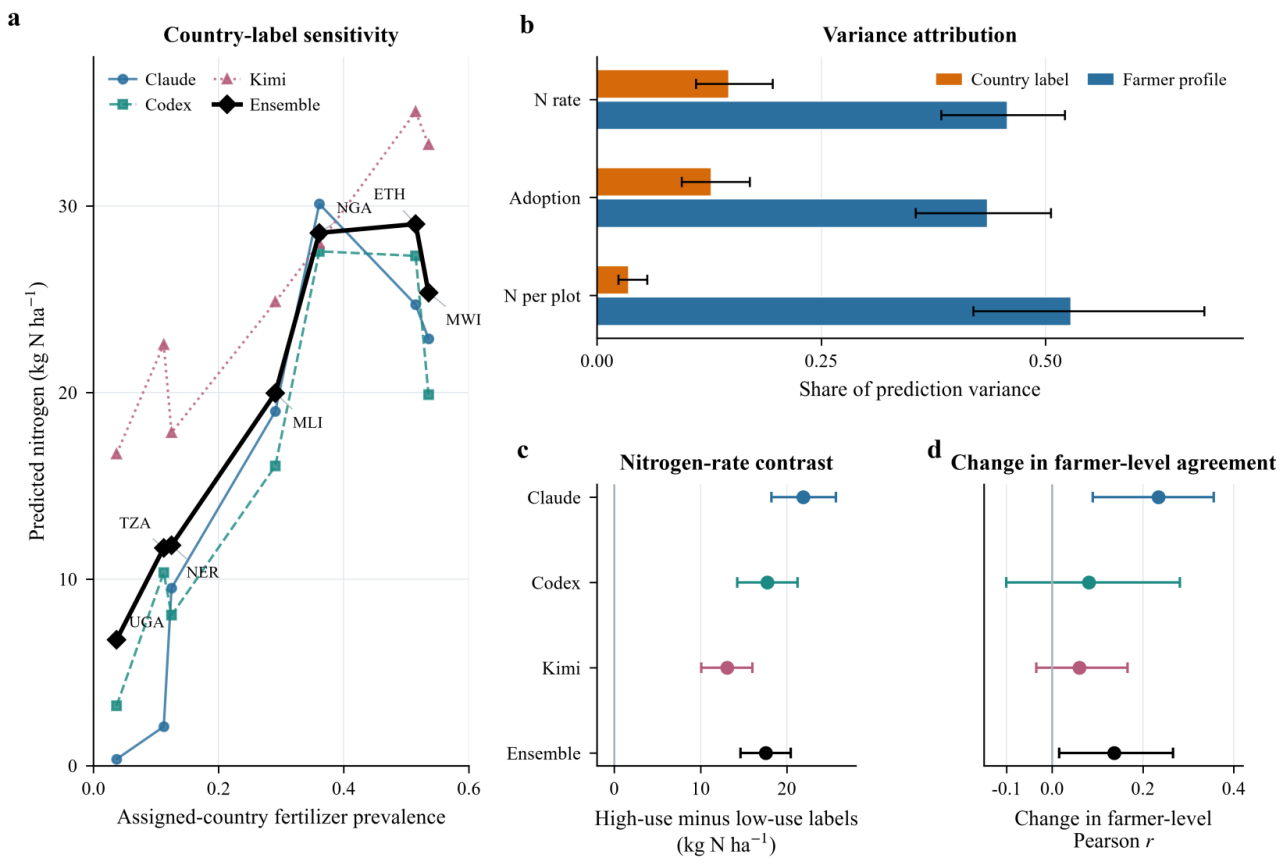 a
Country-label sensitivity
Claude
Kimi
Codex
Ensemble
Predicted nitrogen (kg N ha⁻¹)
30
20
10
0
ETH
NGA
MWI
MLI
TZA
NER
UGA
0.0 0.2 0.4 0.6
Assigned-country fertilizer prevalence
b
Variance attribution
Country label
Farmer profile
N rate
Adoption
N per plot
0.00 0.25 0.50
Share of prediction variance
c
Nitrogen-rate contrast
Claude
Codex
Kimi
Ensemble
0 10 20
High-use minus low-use labels
(kg N ha⁻¹)
d
Change in farmer-level agreement
-0.1 0.0 0.2 0.4
Change in farmer-level
Pearson r